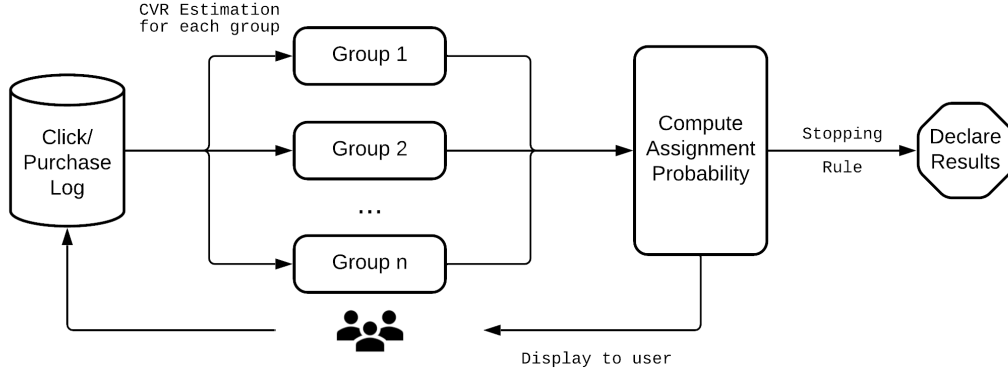 CVR Estimation
for each group
Group 1
Click/
Purchase
Log
Group 2
...
Group n
Compute
Assignment
Probability
Stopping
Rule
Declare
Results
Display to user